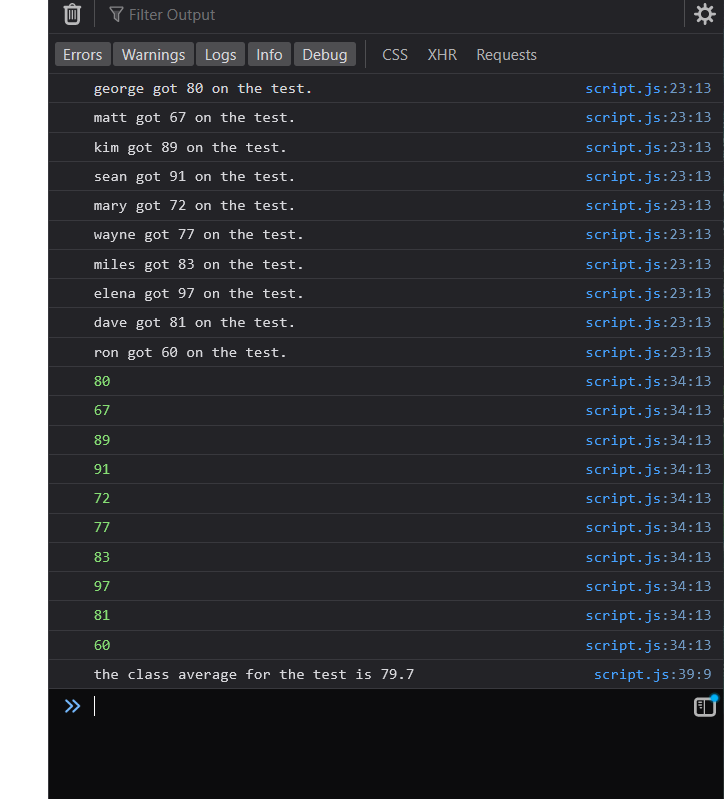 Filter Output
Errors Warnings Logs Info Debug CSS XHR Requests
george got 80 on the test. script.js:23:13
matt got 67 on the test. script.js:23:13
kim got 89 on the test. script.js:23:13
sean got 91 on the test. script.js:23:13
mary got 72 on the test. script.js:23:13
wayne got 77 on the test. script.js:23:13
miles got 83 on the test. script.js:23:13
elena got 97 on the test. script.js:23:13
dave got 81 on the test. script.js:23:13
ron got 60 on the test. script.js:23:13
80 script.js:34:13
67 script.js:34:13
89 script.js:34:13
91 script.js:34:13
72 script.js:34:13
77 script.js:34:13
83 script.js:34:13
97 script.js:34:13
81 script.js:34:13
60 script.js:34:13
the class average for the test is 79.7 script.js:39:9